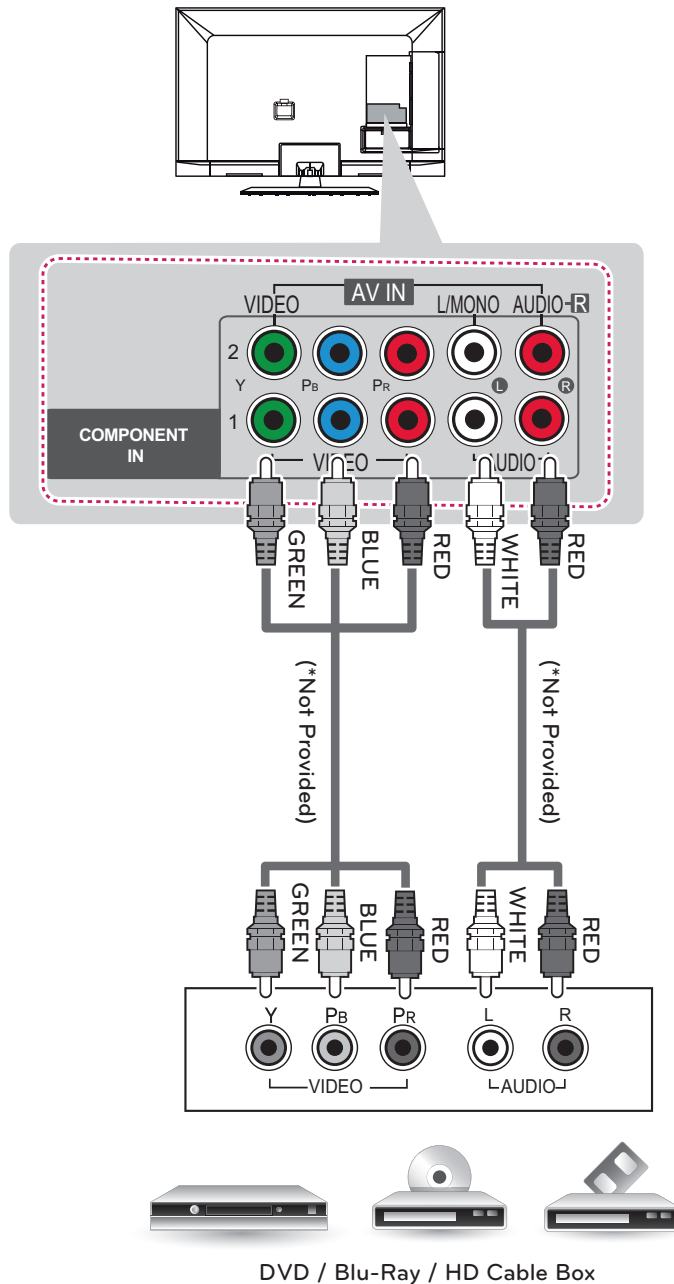 AV IN
VIDEO L/MONO AUDIO R
2
Y PB PR L R
1
COMPONENT
IN
VIDEO AUDIO
GREEN BLUE RED WHITE RED
(*Not Provided) (*Not Provided)
GREEN BLUE RED WHITE RED
Y PB PR L R
VIDEO AUDIO
DVD / Blu-Ray / HD Cable Box